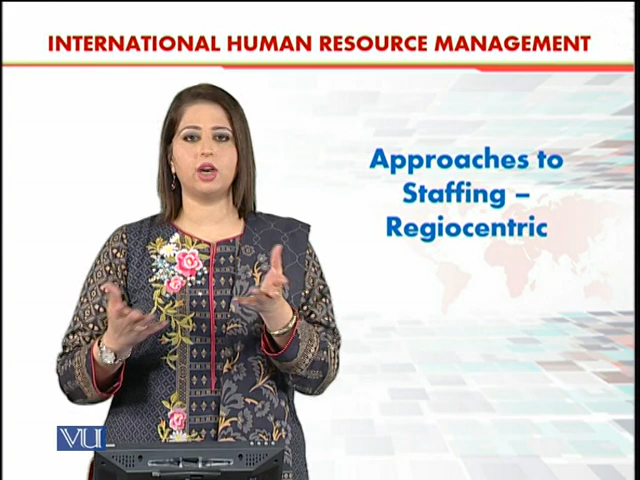 INTERNATIONAL HUMAN RESOURCE MANAGEMENT
Approaches to
Staffing –
Regiocentric
VU